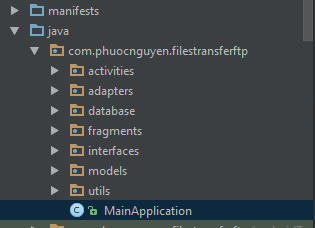 manifests
java
com.phuocnguyen.filestransferftp
activities
adapters
database
fragments
interfaces
models
utils
MainApplication